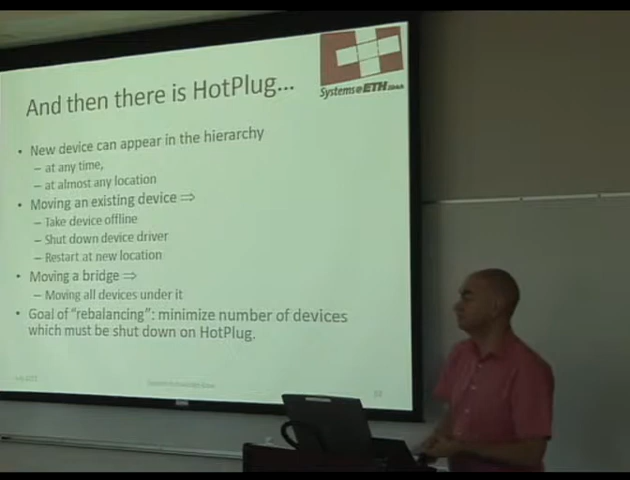 And then there is HotPlug...
Systems@ETH Zürich
• New device can appear in the hierarchy
– at any time,
– at almost any location
• Moving an existing device ⇒
– Take device offline
– Shut down device driver
– Restart at new location
• Moving a bridge ⇒
– Moving all devices under it
• Goal of "rebalancing": minimize number of devices
which must be shut down on HotPlug.